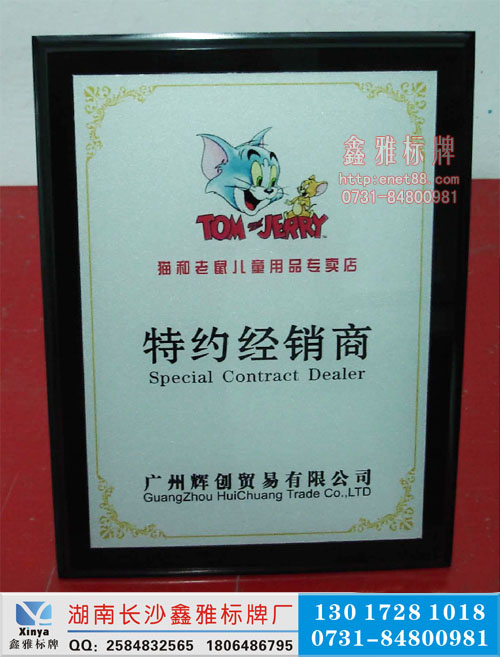 鑫雅标牌
http:enet88.com
0731-84800981
TOM and JERRY
猫和老鼠儿童用品专卖店
特约经销商
Special Contract Dealer
广州辉创贸易有限公司
GuangZhou HuiChuang Trade Co.,LTD
Xinya
鑫雅标牌
湖南长沙鑫雅标牌厂
QQ: 2584832565 1806486795
130 1728 1018
0731-84800981